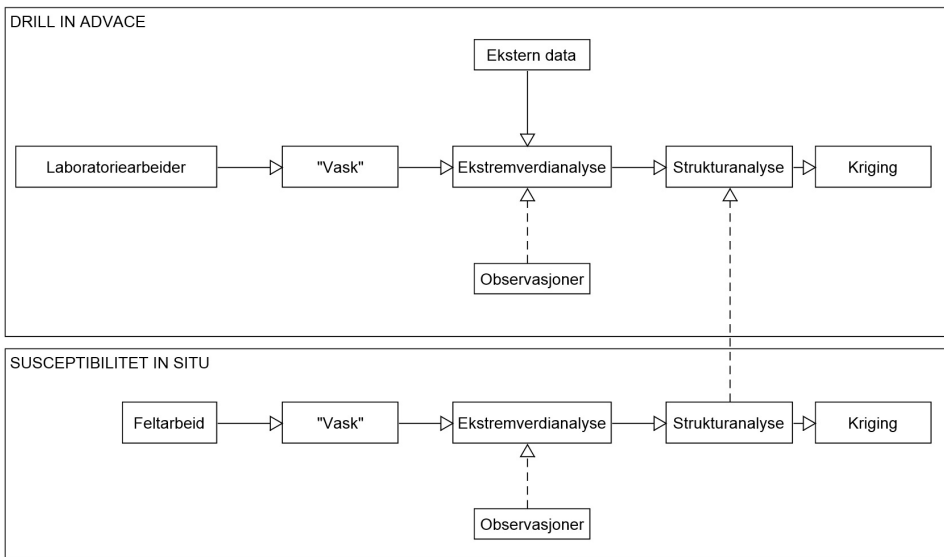 DRILL IN ADVACE
Ekstern data
Laboratoriearbeider
"Vask"
Ekstremverdianalyse
Strukturanalyse
Kriging
Observasjoner
SUSCEPTIBILITET IN SITU
Feltarbeid
"Vask"
Ekstremverdianalyse
Strukturanalyse
Kriging
Observasjoner